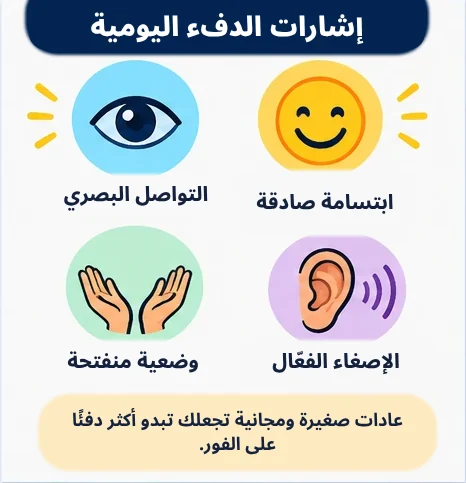 إشارات الدفء اليومية
ابتسامة صادقة
التواصل البصري
الإصغاء الفعّال
وضعية منفتحة
عادات صغيرة ومجانية تجعلك تبدو أكثر دفئًا
على الفور.